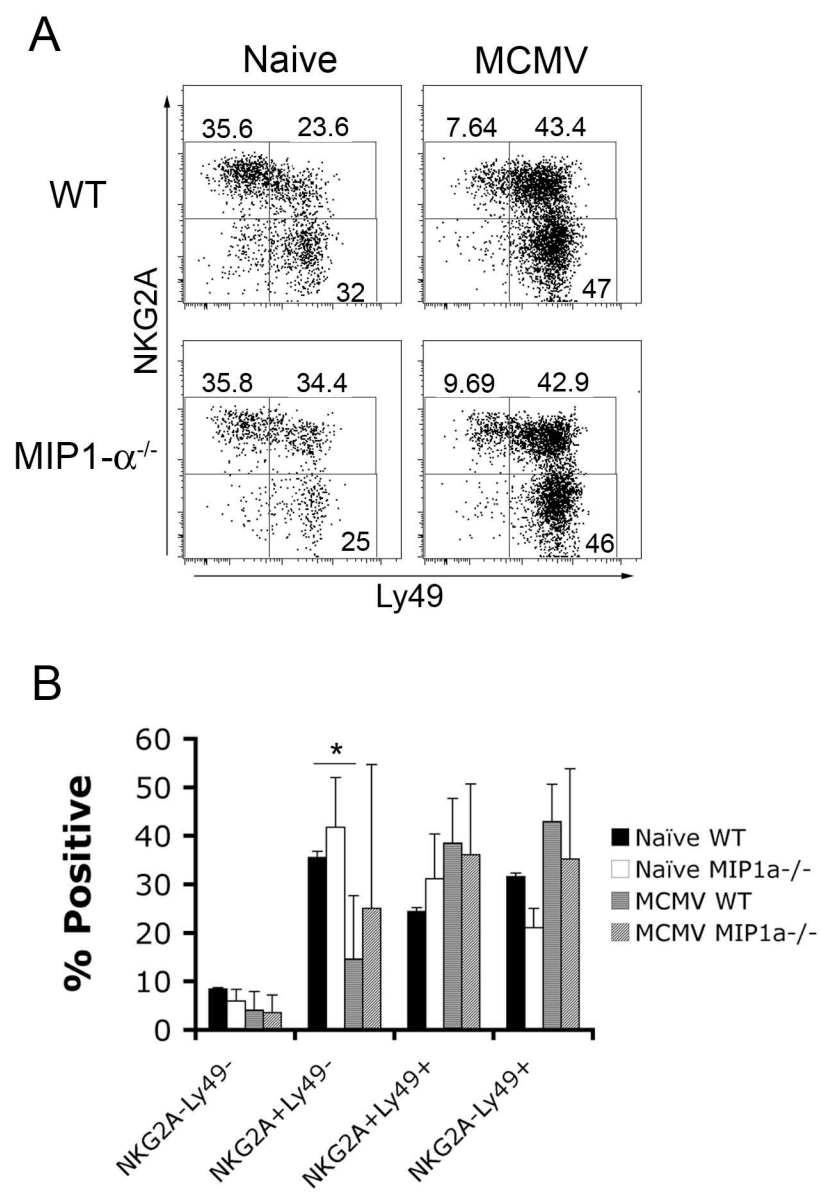 A
Naive MCMV
35.6 23.6 7.64 43.4
WT
32 47
NKG2A
35.8 34.4 9.69 42.9
MIP1-α-/-
25 46
Ly49
B
60
50
40
30
20
10
0
% Positive
*
Naïve WT
Naïve MIP1a-/-
MCMV WT
MCMV MIP1a-/-
NKG2A-Ly49-
NKG2A+Ly49-
NKG2A+Ly49+
NKG2A-Ly49+